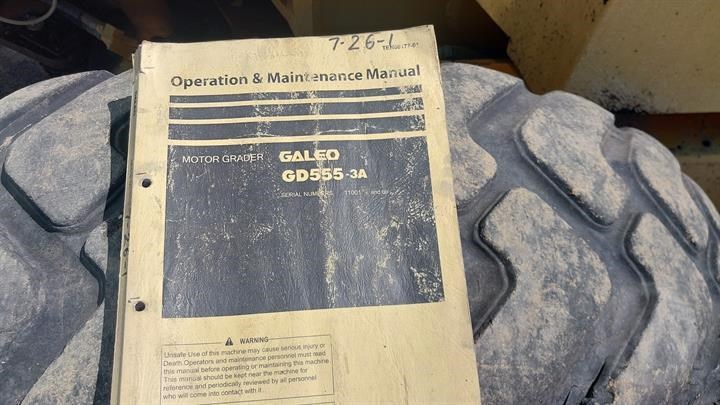 7-26-1
Operation & Maintenance Manual
MOTOR GRADER GALEO
GD555-3A
SERIAL NUMBERS 11001 and up
WARNING
Unsafe Use of this machine may cause serious injury or
Death.Operators and maintenance personnel must read
this manual before operating or maintaining this machine.
This manual should be kept near the machine for
reference and periodically reviewed by all personnel
who will come into contact with it.